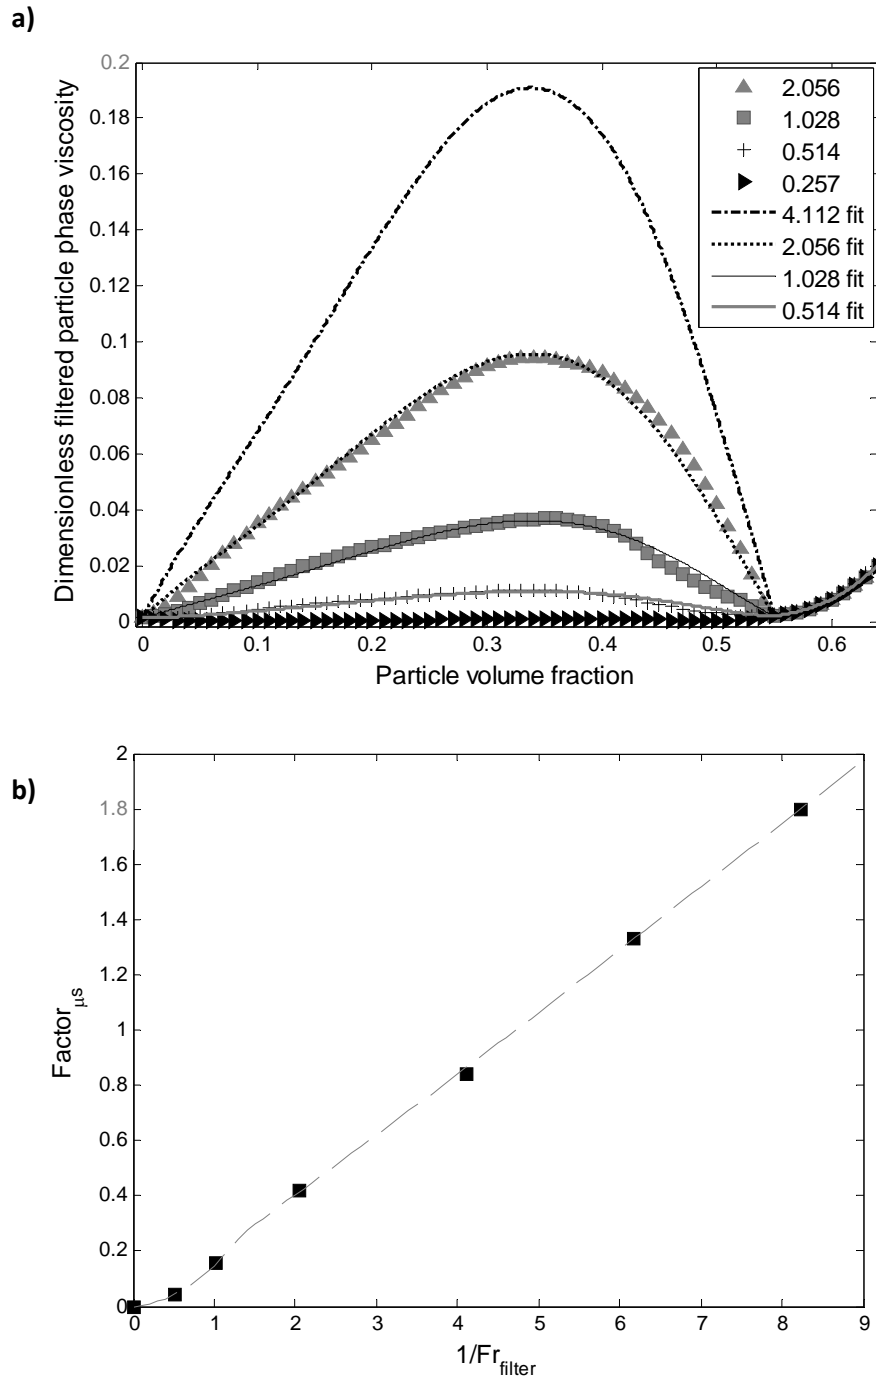 a)
Dimensionless filtered particle phase viscosity
0.2
0.18
0.16
0.14
0.12
0.1
0.08
0.06
0.04
0.02
0
2.056
1.028
0.514
0.257
4.112 fit
2.056 fit
1.028 fit
0.514 fit
0 0.1 0.2 0.3 0.4 0.5 0.6
Particle volume fraction
b)
Factor μs
2
1.8
1.6
1.4
1.2
1
0.8
0.6
0.4
0.2
0
0 1 2 3 4 5 6 7 8 9
1/Fr filter